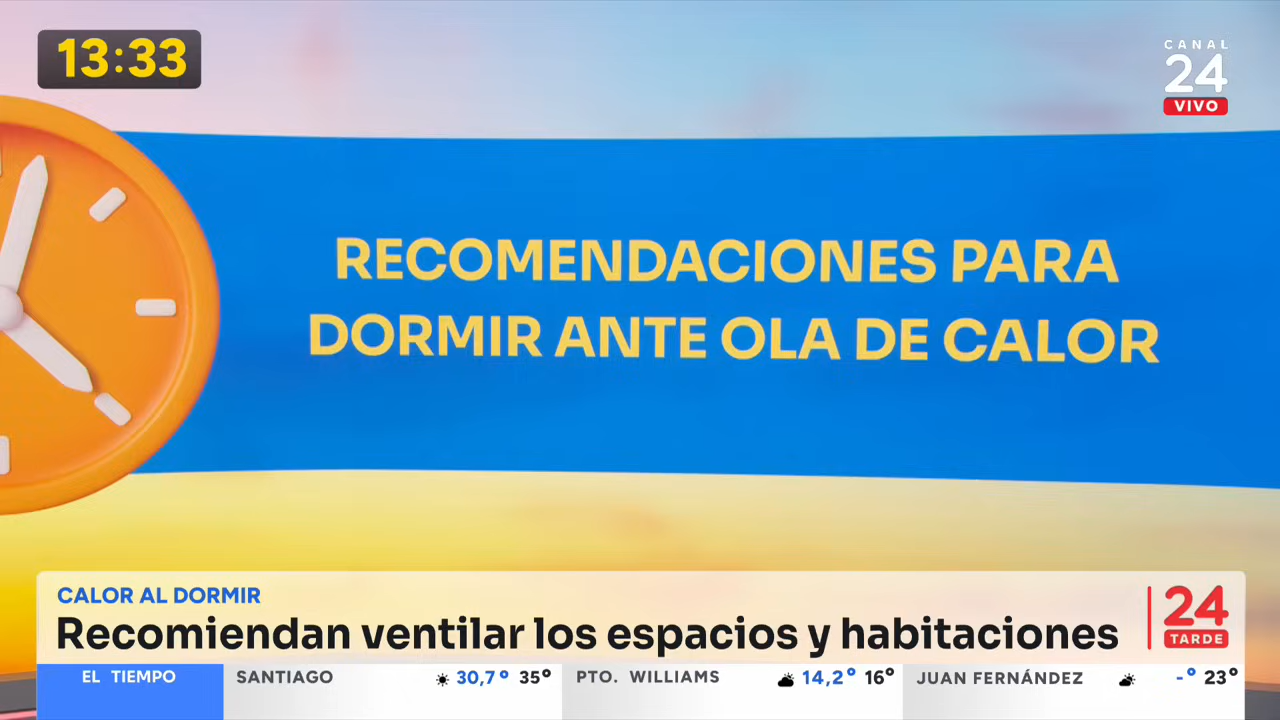 13:33
CANAL
24
VIVO
RECOMENDACIONES PARA
DORMIR ANTE OLA DE CALOR
CALOR AL DORMIR
Recomiendan ventilar los espacios y habitaciones
24
TARDE
EL TIEMPO
SANTIAGO 30,7° 35°
PTO. WILLIAMS 14,2° 16°
JUAN FERNÁNDEZ -° 23°